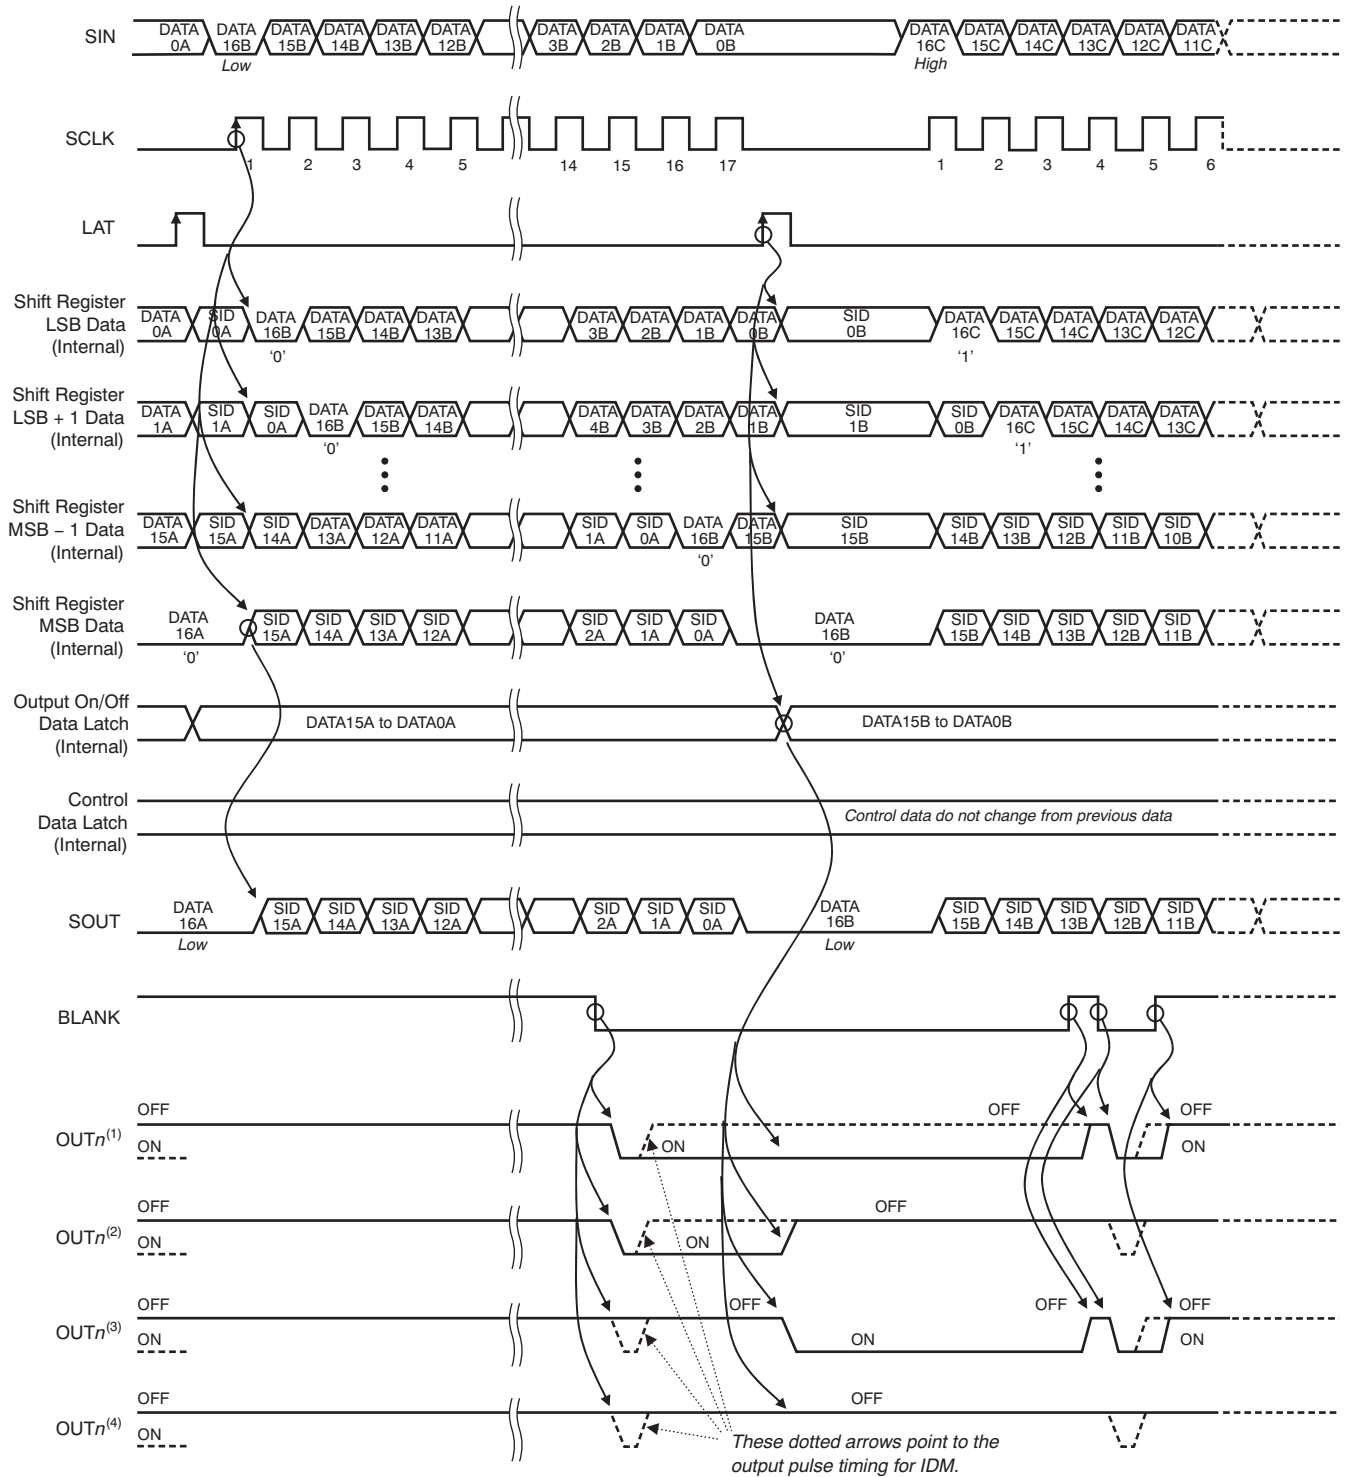 SIN
DATA 0A
DATA 16B
DATA 15B
DATA 14B
DATA 13B
DATA 12B
DATA 3B
DATA 2B
DATA 1B
DATA 0B
DATA 16C
DATA 15C
DATA 14C
DATA 13C
DATA 12C
DATA 11C
Low
High
SCLK
1
2
3
4
5
14
15
16
17
1
2
3
4
5
6
LAT
Shift Register
LSB Data
(Internal)
DATA 0A
SID 0A
DATA 16B
DATA 15B
DATA 14B
DATA 13B
DATA 3B
DATA 2B
DATA 1B
DATA 0B
SID 0B
DATA 16C
DATA 15C
DATA 14C
DATA 13C
DATA 12C
‘0’
‘1’
Shift Register
LSB + 1 Data
(Internal)
DATA 1A
SID 1A
SID 0A
DATA 16B
DATA 15B
DATA 14B
DATA 4B
DATA 3B
DATA 2B
DATA 1B
SID 1B
SID 0B
DATA 16C
DATA 15C
DATA 14C
DATA 13C
‘0’
‘1’
Shift Register
MSB – 1 Data
(Internal)
DATA 15A
SID 15A
SID 14A
DATA 13A
DATA 12A
DATA 11A
SID 1A
SID 0A
DATA 16B
DATA 15B
SID 15B
SID 14B
SID 13B
SID 12B
SID 11B
SID 10B
‘0’
Shift Register
MSB Data
(Internal)
DATA 16A
SID 15A
SID 14A
SID 13A
SID 12A
SID 2A
SID 1A
SID 0A
DATA 16B
SID 15B
SID 14B
SID 13B
SID 12B
SID 11B
‘0’
‘0’
Output On/Off
Data Latch
(Internal)
DATA15A to DATA0A
DATA15B to DATA0B
Control
Data Latch
(Internal)
Control data do not change from previous data
SOUT
DATA 16A
SID 15A
SID 14A
SID 13A
SID 12A
SID 2A
SID 1A
SID 0A
DATA 16B
SID 15B
SID 14B
SID 13B
SID 12B
SID 11B
Low
Low
BLANK
OUTn(1)
OFF
ON
ON
OFF
OFF
ON
OUTn(2)
OFF
ON
ON
OFF
OUTn(3)
OFF
ON
OFF
ON
OFF
OFF
ON
OUTn(4)
OFF
ON
OFF
These dotted arrows point to the
output pulse timing for IDM.